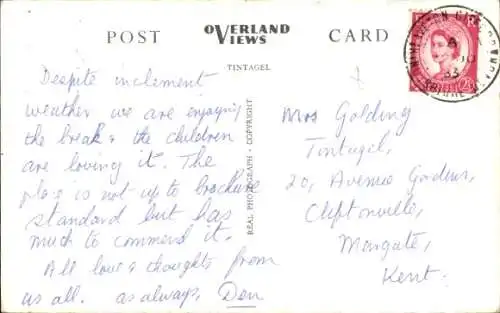 POST
OVERLAND
VIEWS
CARD
TINTAGEL
REAL PHOTOGRAPH - COPYRIGHT
Despite inclement
weather we are enjoying
the break & the children
are loving it. The
place is not up to brochure
standard but has
much to commend it.
All love & thoughts from
us all. as always, Den
Mrs Golding
Tintagel,
20, Avenue Gardens,
Cliftonville,
Margate,
Kent.